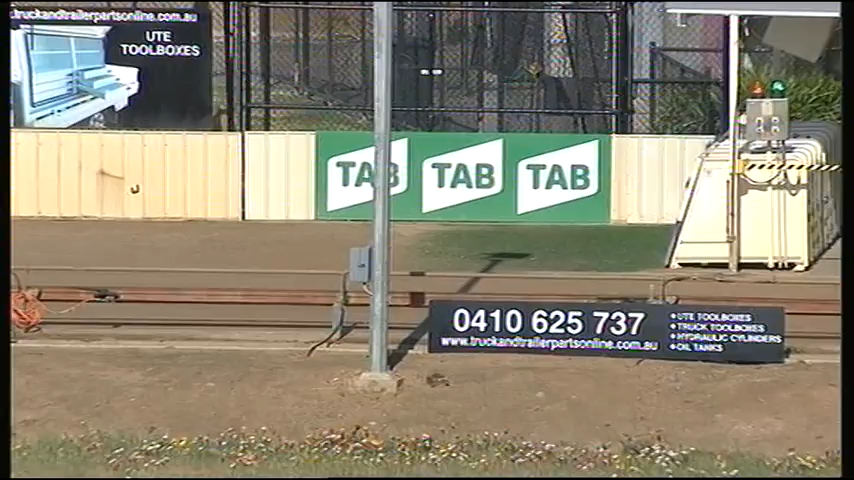 truckandtrailerpartsonline.com.au
UTE
TOOLBOXES
TAB TAB TAB
0410 625 737
www.truckandtrailerpartsonline.com.au
UTE TOOLBOXES
TRUCK TOOLBOXES
HYDRAULIC CYLINDERS
OIL TANKS